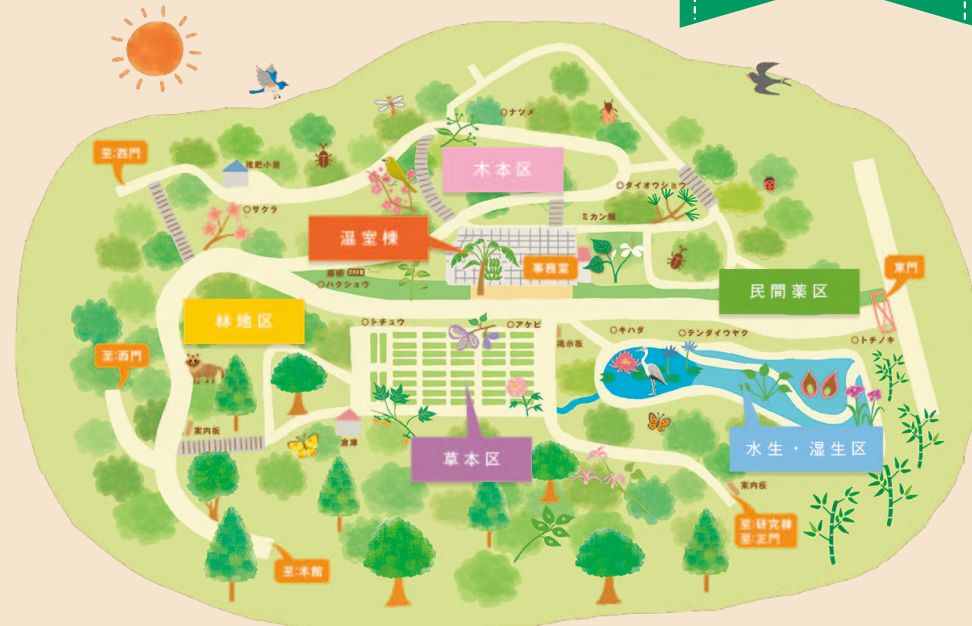 ナツメ
至:西門
木本区
堆肥小屋
ダイオウショウ
サクラ
ミカン畑
温室棟
事務室
東門
藤棚
ハクショウ
民間薬区
林地区
トチュウ
アケビ
キハダ
テンダイウヤク
トチノキ
掲示板
至:西門
案内板
倉庫
水生・湿生区
草本区
案内板
至:研究棟
至:正門
至:本館